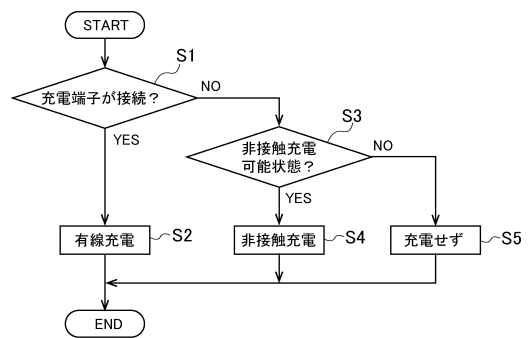 START
S1
充電端子が接続？
NO
YES
S3
非接触充電
可能状態？
NO
YES
有線充電
S2
非接触充電
S4
充電せず
S5
END